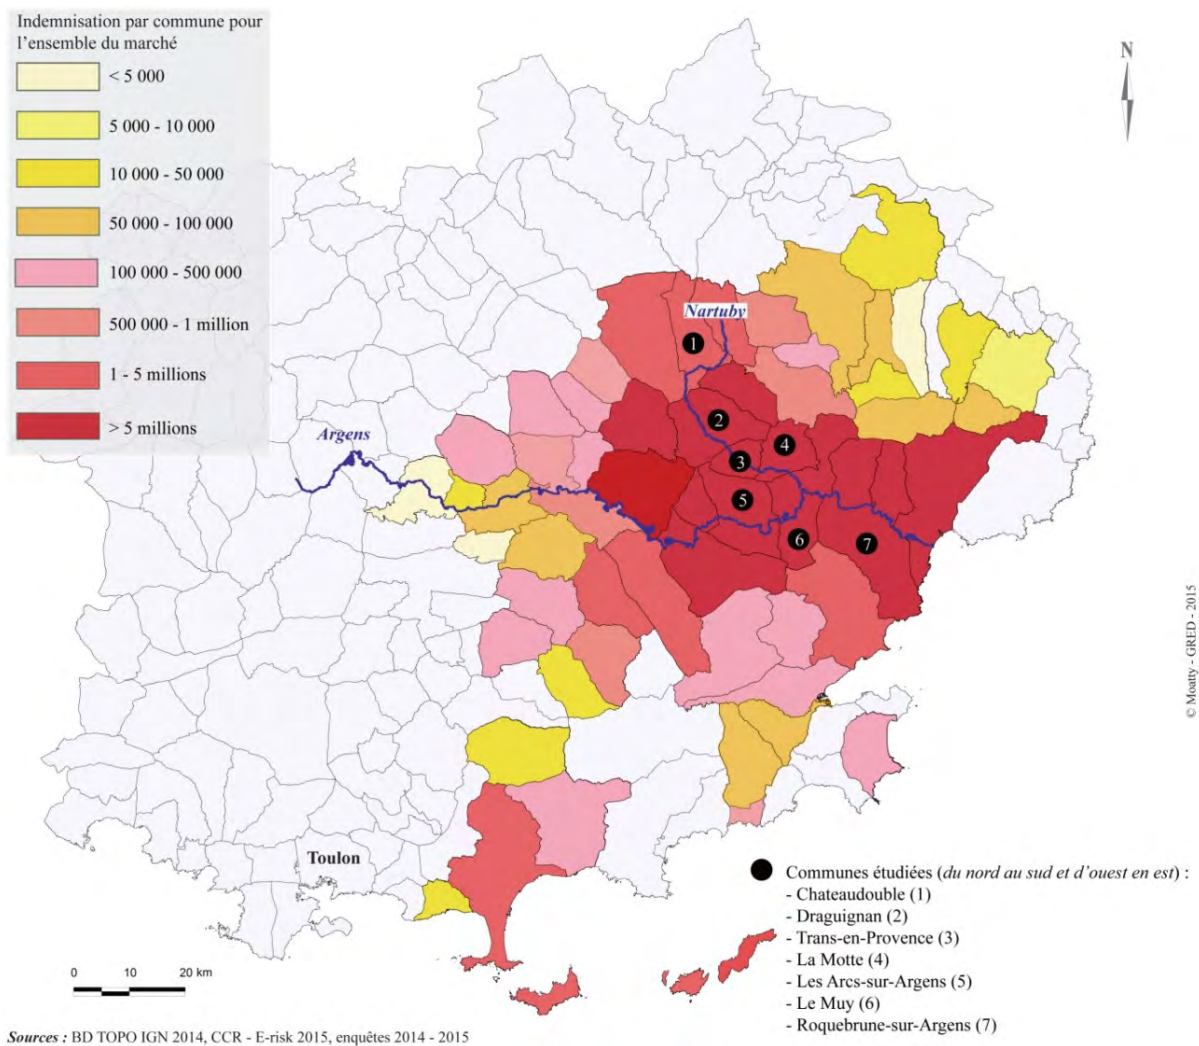 Indemnisation par commune pour
l'ensemble du marché
< 5 000
5 000 - 10 000
10 000 - 50 000
50 000 - 100 000
100 000 - 500 000
500 000 - 1 million
1 - 5 millions
> 5 millions
N
Nartuby
1
2
4
Argens
3
5
6
7
© Moatty - GRED - 2015
Toulon
Communes étudiées (du nord au sud et d'ouest en est) :
- Chateaudouble (1)
- Draguignan (2)
- Trans-en-Provence (3)
- La Motte (4)
- Les Arcs-sur-Argens (5)
- Le Muy (6)
- Roquebrune-sur-Argens (7)
0 10 20 km
Sources : BD TOPO IGN 2014, CCR - E-risk 2015, enquêtes 2014 - 2015